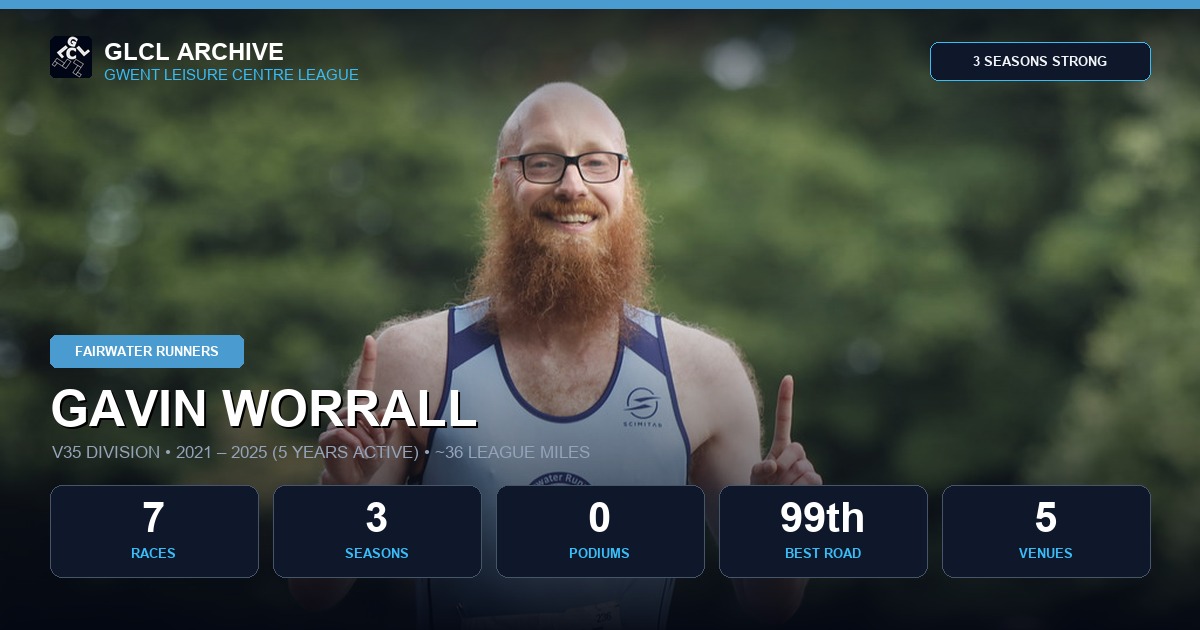 GLCL ARCHIVE
GWENT LEISURE CENTRE LEAGUE
3 SEASONS STRONG
FAIRWATER RUNNERS
GAVIN WORRALL
V35 DIVISION • 2021 – 2025 (5 YEARS ACTIVE) • ~36 LEAGUE MILES
SCIMITAR
7
RACES
3
SEASONS
0
PODIUMS
99th
BEST ROAD
5
VENUES